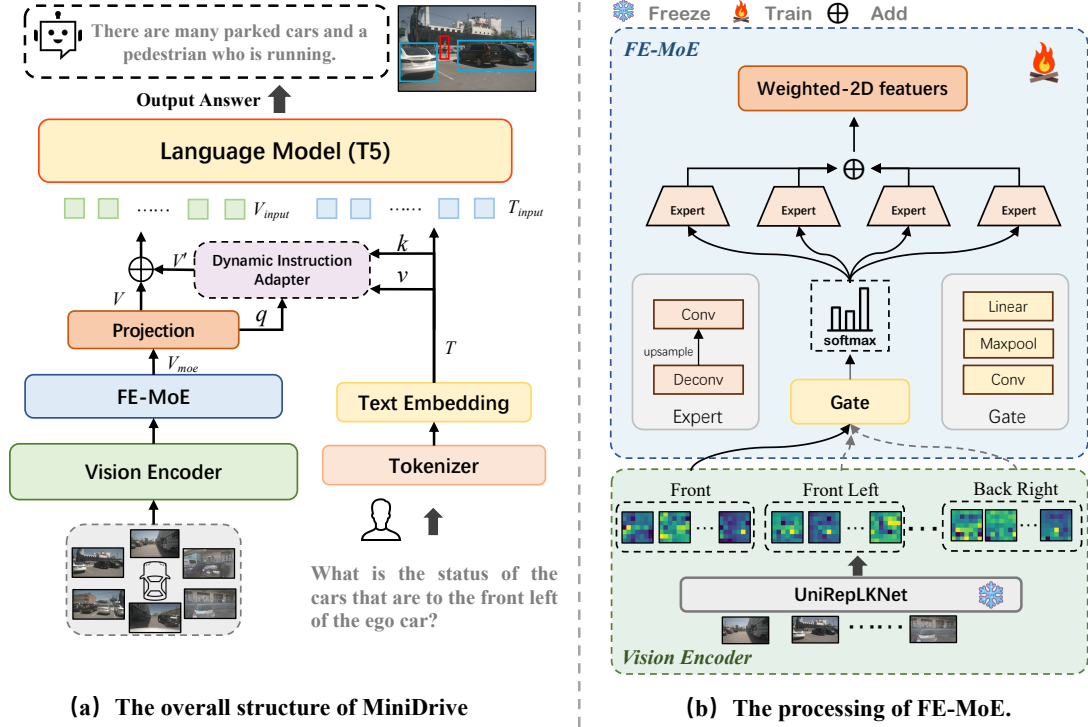 There are many parked cars and a
pedestrian who is running.
Output Answer
Language Model (T5)
...... V_input
...... T_input
V'
Dynamic Instruction
Adapter
k
v
V
q
Projection
T
V_moe
FE-MoE
Text Embedding
Vision Encoder
Tokenizer
What is the status of the
cars that are to the front left
of the ego car?
(a) The overall structure of MiniDrive
Freeze Train Add
FE-MoE
Weighted-2D featuers
Expert Expert Expert Expert
Conv
upsample
Deconv
Expert
softmax
Gate
Linear
Maxpool
Conv
Gate
Front Front Left Back Right
... ... ... ...
UniRepLKNet
......
Vision Encoder
(b) The processing of FE-MoE.